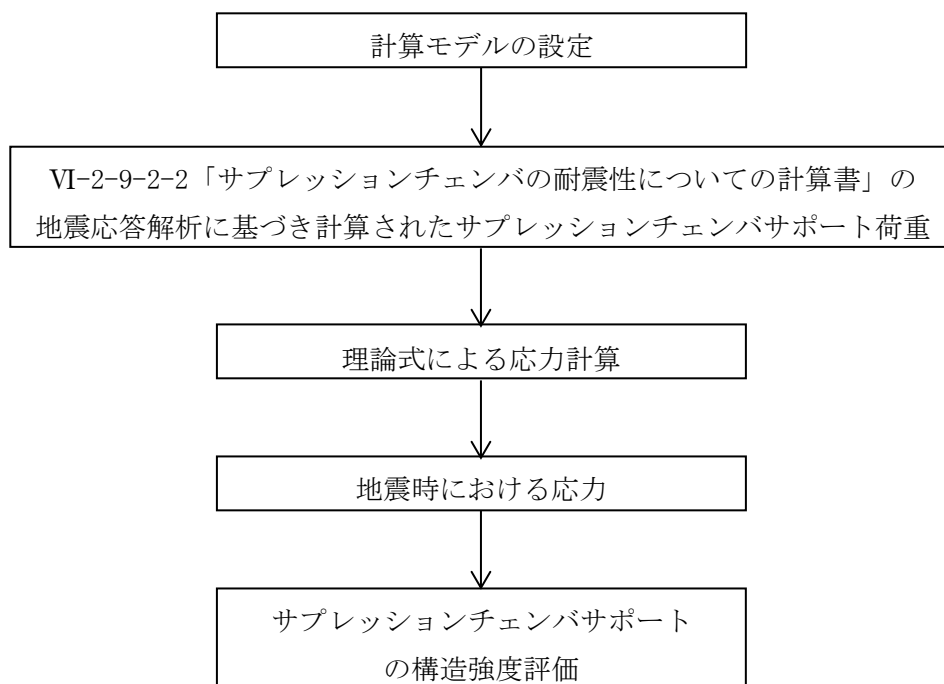 計算モデルの設定
Ⅵ-2-9-2-2「サプレッションチェンバの耐震性についての計算書」の
地震応答解析に基づき計算されたサプレッションチェンバサポート荷重
理論式による応力計算
地震時における応力
サプレッションチェンバサポート
の構造強度評価